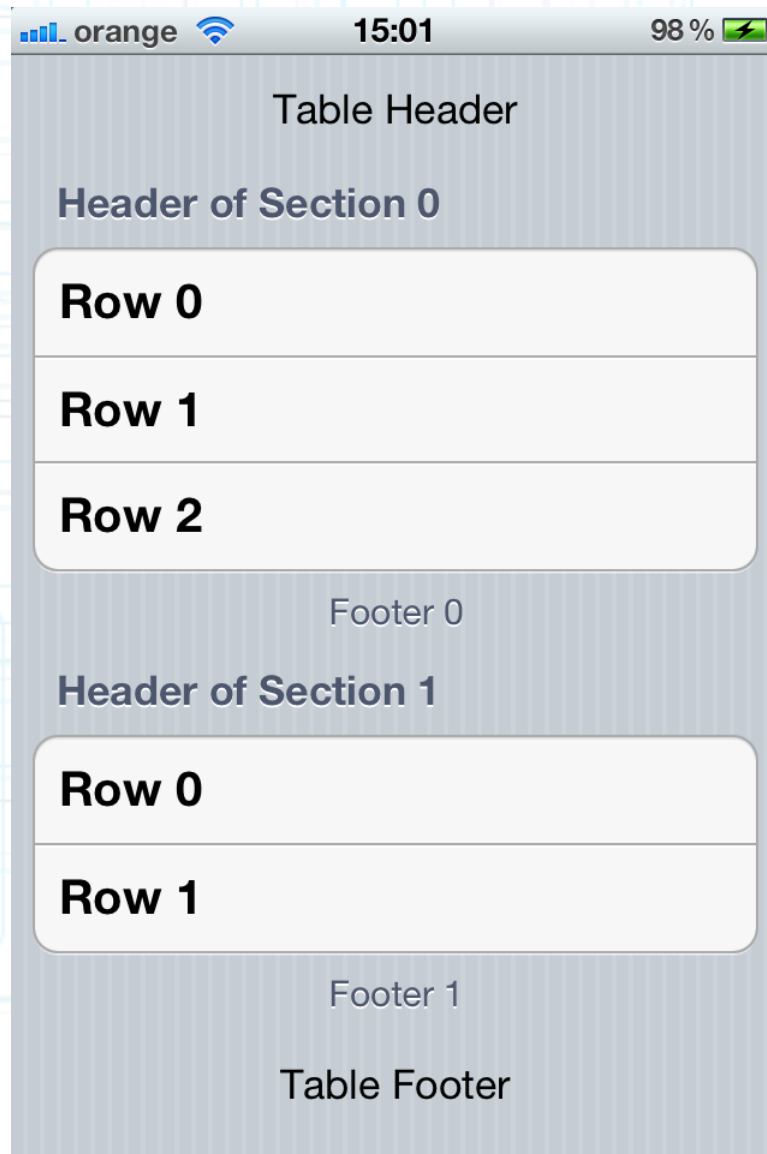 orange 15:01 98 %
Table Header
Header of Section 0
Row 0
Row 1
Row 2
Footer 0
Header of Section 1
Row 0
Row 1
Footer 1
Table Footer